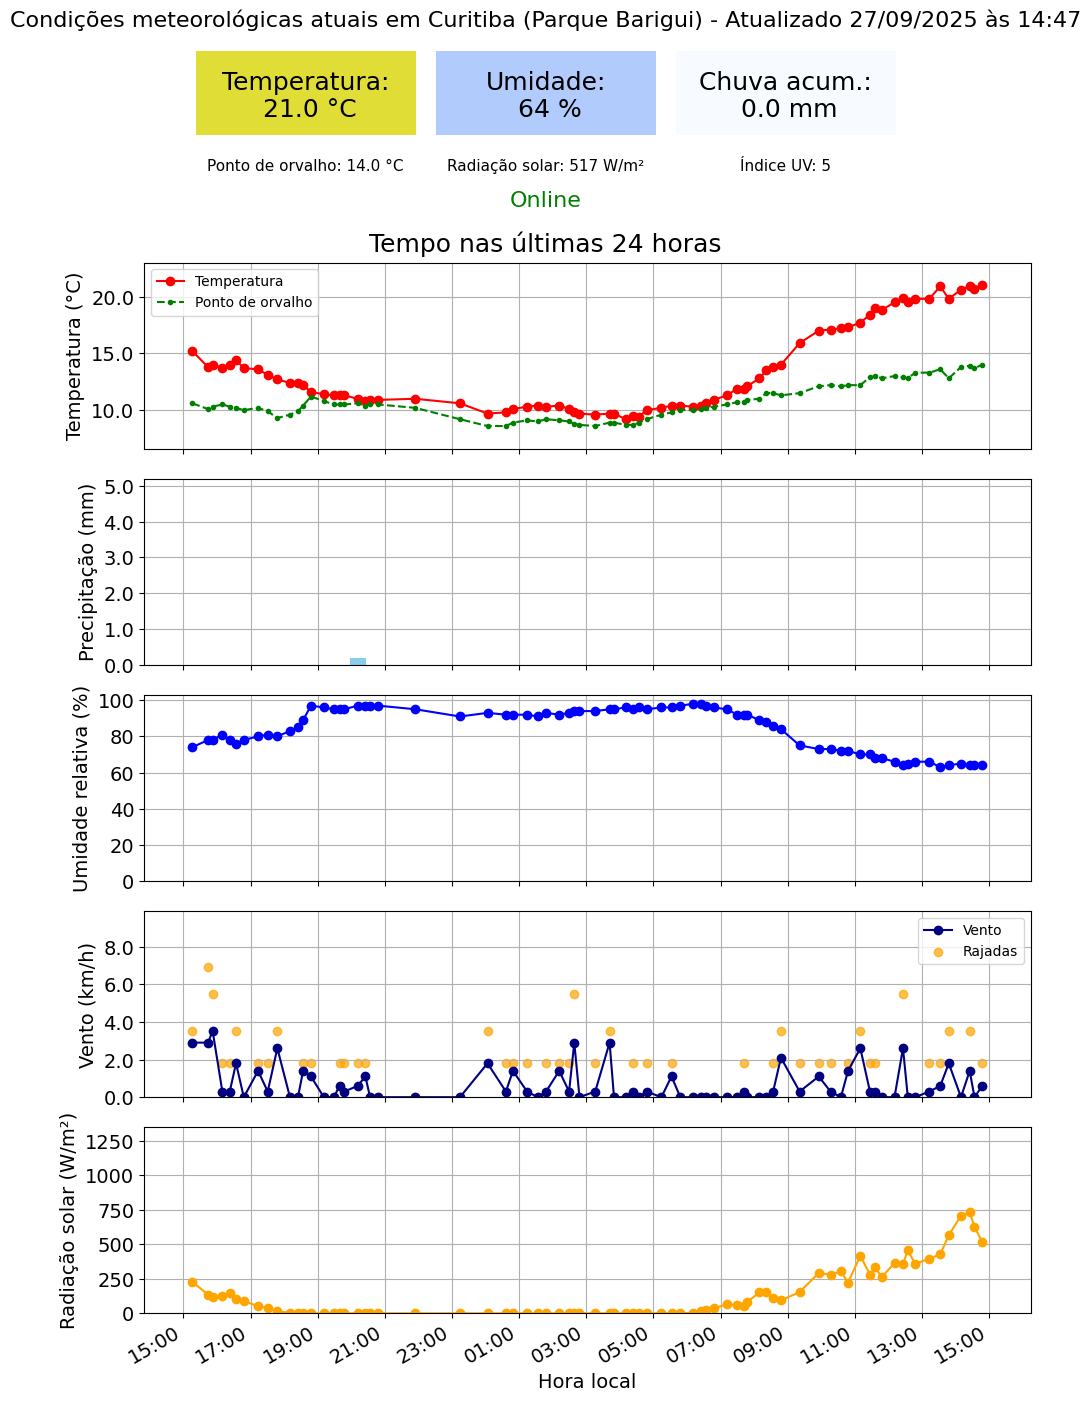 Condições meteorológicas atuais em Curitiba (Parque Barigui) - Atualizado 27/09/2025 às 14:47
Temperatura:
21.0 °C
Umidade:
64 %
Chuva acum.:
0.0 mm
Ponto de orvalho: 14.0 °C
Radiação solar: 517 W/m²
Índice UV: 5
Online
Tempo nas últimas 24 horas
Temperatura (°C)
20.0
15.0
10.0
Temperatura
Ponto de orvalho
Precipitação (mm)
5.0
4.0
3.0
2.0
1.0
0.0
Umidade relativa (%)
100
80
60
40
20
0
Vento (km/h)
8.0
6.0
4.0
2.0
0.0
Vento
Rajadas
Radiação solar (W/m²)
1250
1000
750
500
250
0
15:00
17:00
19:00
21:00
23:00
01:00
03:00
05:00
07:00
09:00
11:00
13:00
15:00
Hora local